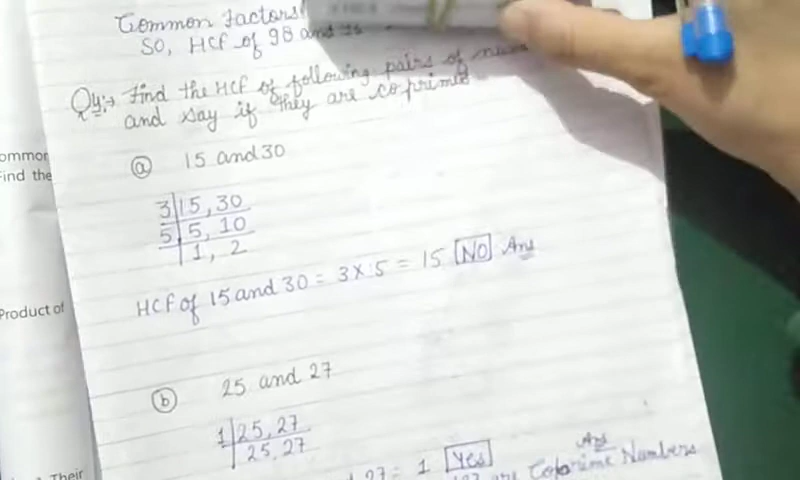 Common Factors
So, HCF of 98 and
Q4:→ Find the HCF of following pairs of
and say if they are coprime
(a) 15 and 30
3|15, 30
5|5, 10
|1, 2
HCF of 15 and 30 = 3 × 5 = 15 NO Ans
(b) 25 and 27
1|25, 27
|25, 27
27 = 1 Yes Ans
are Coprime Numbers
ommon
Find the
Product of
Their